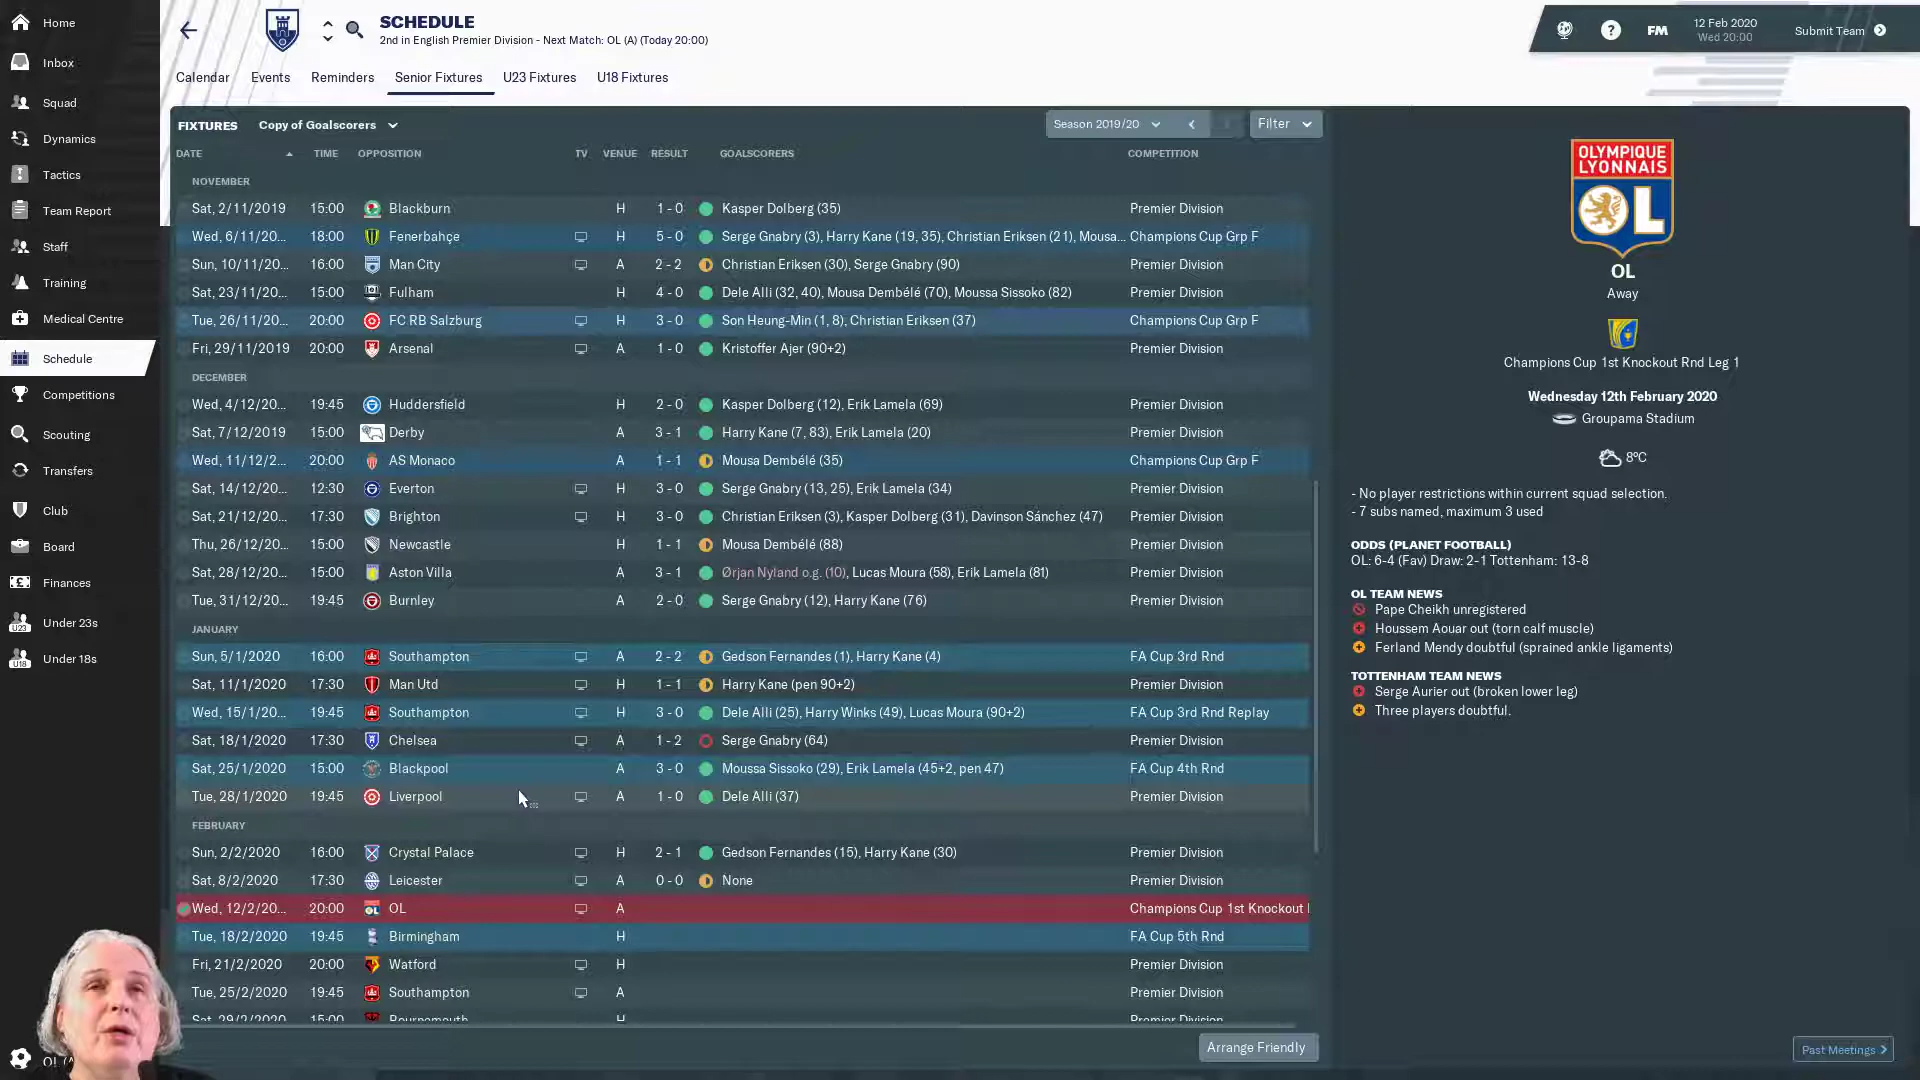 Home
Inbox
Squad
Dynamics
Tactics
Team Report
Staff
Training
Medical Centre
Schedule
Competitions
Scouting
Transfers
Club
Board
Finances
U23
Under 23s
U18
Under 18s
OL (A
SCHEDULE
2nd in English Premier Division - Next Match: OL (A) (Today 20:00)
? FM 12 Feb 2020 Submit Team
Wed 20:00
Calendar Events Reminders Senior Fixtures U23 Fixtures U18 Fixtures
FIXTURES Copy of Goalscorers Season 2019/20 Filter
DATE TIME OPPOSITION TV VENUE RESULT GOALSCORERS COMPETITION
NOVEMBER
Sat, 2/11/2019 15:00 Blackburn H 1 - 0 Kasper Dolberg (35) Premier Division
Wed, 6/11/20... 18:00 Fenerbahçe H 5 - 0 Serge Gnabry (3), Harry Kane (19, 35), Christian Eriksen (21), Mousa... Champions Cup Grp F
Sun, 10/11/20... 16:00 Man City A 2 - 2 Christian Eriksen (30), Serge Gnabry (90) Premier Division
Sat, 23/11/20... 15:00 Fulham H 4 - 0 Dele Alli (32, 40), Mousa Dembélé (70), Moussa Sissoko (82) Premier Division
Tue, 26/11/20... 20:00 FC RB Salzburg H 3 - 0 Son Heung-Min (1, 8), Christian Eriksen (37) Champions Cup Grp F
Fri, 29/11/2019 20:00 Arsenal A 1 - 0 Kristoffer Ajer (90+2) Premier Division
DECEMBER
Wed, 4/12/20... 19:45 Huddersfield H 2 - 0 Kasper Dolberg (12), Erik Lamela (69) Premier Division
Sat, 7/12/2019 15:00 Derby A 3 - 1 Harry Kane (7, 83), Erik Lamela (20) Premier Division
Wed, 11/12/2... 20:00 AS Monaco A 1 - 1 Mousa Dembélé (35) Champions Cup Grp F
Sat, 14/12/20... 12:30 Everton H 3 - 0 Serge Gnabry (13, 25), Erik Lamela (34) Premier Division
Sat, 21/12/20... 17:30 Brighton H 3 - 0 Christian Eriksen (3), Kasper Dolberg (31), Davinson Sánchez (47) Premier Division
Thu, 26/12/20... 15:00 Newcastle H 1 - 1 Mousa Dembélé (88) Premier Division
Sat, 28/12/20... 15:00 Aston Villa A 3 - 1 Ørjan Nyland o.g. (10), Lucas Moura (58), Erik Lamela (81) Premier Division
Tue, 31/12/20... 19:45 Burnley A 2 - 0 Serge Gnabry (12), Harry Kane (76) Premier Division
JANUARY
Sun, 5/1/2020 16:00 Southampton A 2 - 2 Gedson Fernandes (1), Harry Kane (4) FA Cup 3rd Rnd
Sat, 11/1/2020 17:30 Man Utd H 1 - 1 Harry Kane (pen 90+2) Premier Division
Wed, 15/1/20... 19:45 Southampton H 3 - 0 Dele Alli (25), Harry Winks (49), Lucas Moura (90+2) FA Cup 3rd Rnd Replay
Sat, 18/1/2020 17:30 Chelsea A 1 - 2 Serge Gnabry (64) Premier Division
Sat, 25/1/2020 15:00 Blackpool A 3 - 0 Moussa Sissoko (29), Erik Lamela (45+2, pen 47) FA Cup 4th Rnd
Tue, 28/1/2020 19:45 Liverpool A 1 - 0 Dele Alli (37) Premier Division
FEBRUARY
Sun, 2/2/2020 16:00 Crystal Palace H 2 - 1 Gedson Fernandes (15), Harry Kane (30) Premier Division
Sat, 8/2/2020 17:30 Leicester A 0 - 0 None Premier Division
Wed, 12/2/20... 20:00 OL A Champions Cup 1st Knockout
Tue, 18/2/2020 19:45 Birmingham H FA Cup 5th Rnd
Fri, 21/2/2020 20:00 Watford H Premier Division
Tue, 25/2/2020 19:45 Southampton A Premier Division
Sat, 29/2/2020 15:00 Bournemouth H Premier Division
Arrange Friendly
OLYMPIQUE
LYONNAIS
OL
OL
Away
Champions Cup 1st Knockout Rnd Leg 1
Wednesday 12th February 2020
Groupama Stadium
8°C
- No player restrictions within current squad selection.
- 7 subs named, maximum 3 used
ODDS (PLANET FOOTBALL)
OL: 6-4 (Fav) Draw: 2-1 Tottenham: 13-8
OL TEAM NEWS
Pape Cheikh unregistered
Houssem Aouar out (torn calf muscle)
Ferland Mendy doubtful (sprained ankle ligaments)
TOTTENHAM TEAM NEWS
Serge Aurier out (broken lower leg)
Three players doubtful.
Past Meetings